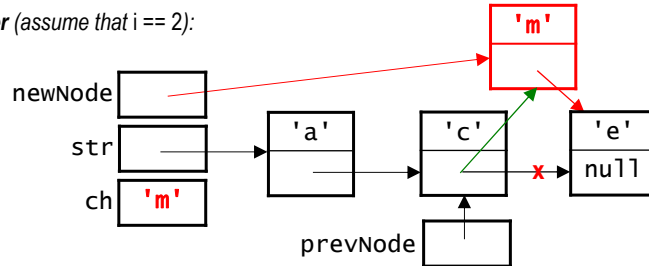 r (assume that i == 2):
'm'
newNode
'a'
'c'
'e'
str
x
null
ch
'm'
prevNode